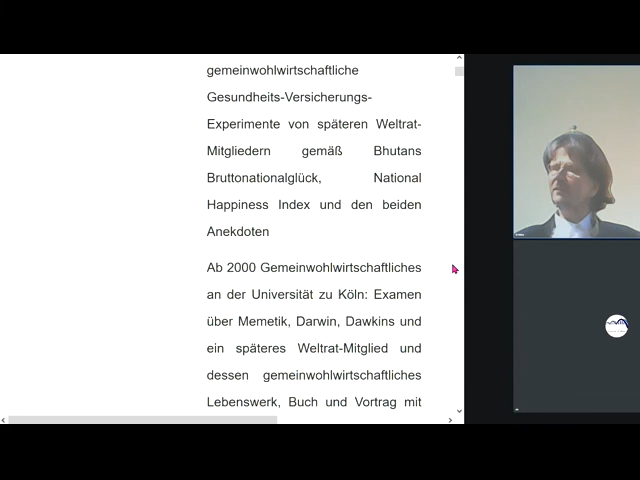 gemeinwohlwirtschaftliche
Gesundheits-Versicherungs-
Experimente von späteren Weltrat-
Mitgliedern gemäß Bhutans
Bruttonationalglück, National
Happiness Index und den beiden
Anekdoten
Ab 2000 Gemeinwohlwirtschaftliches
an der Universität zu Köln: Examen
über Memetik, Darwin, Dawkins und
ein späteres Weltrat-Mitglied und
dessen gemeinwohlwirtschaftliches
Lebenswerk, Buch und Vortrag mit